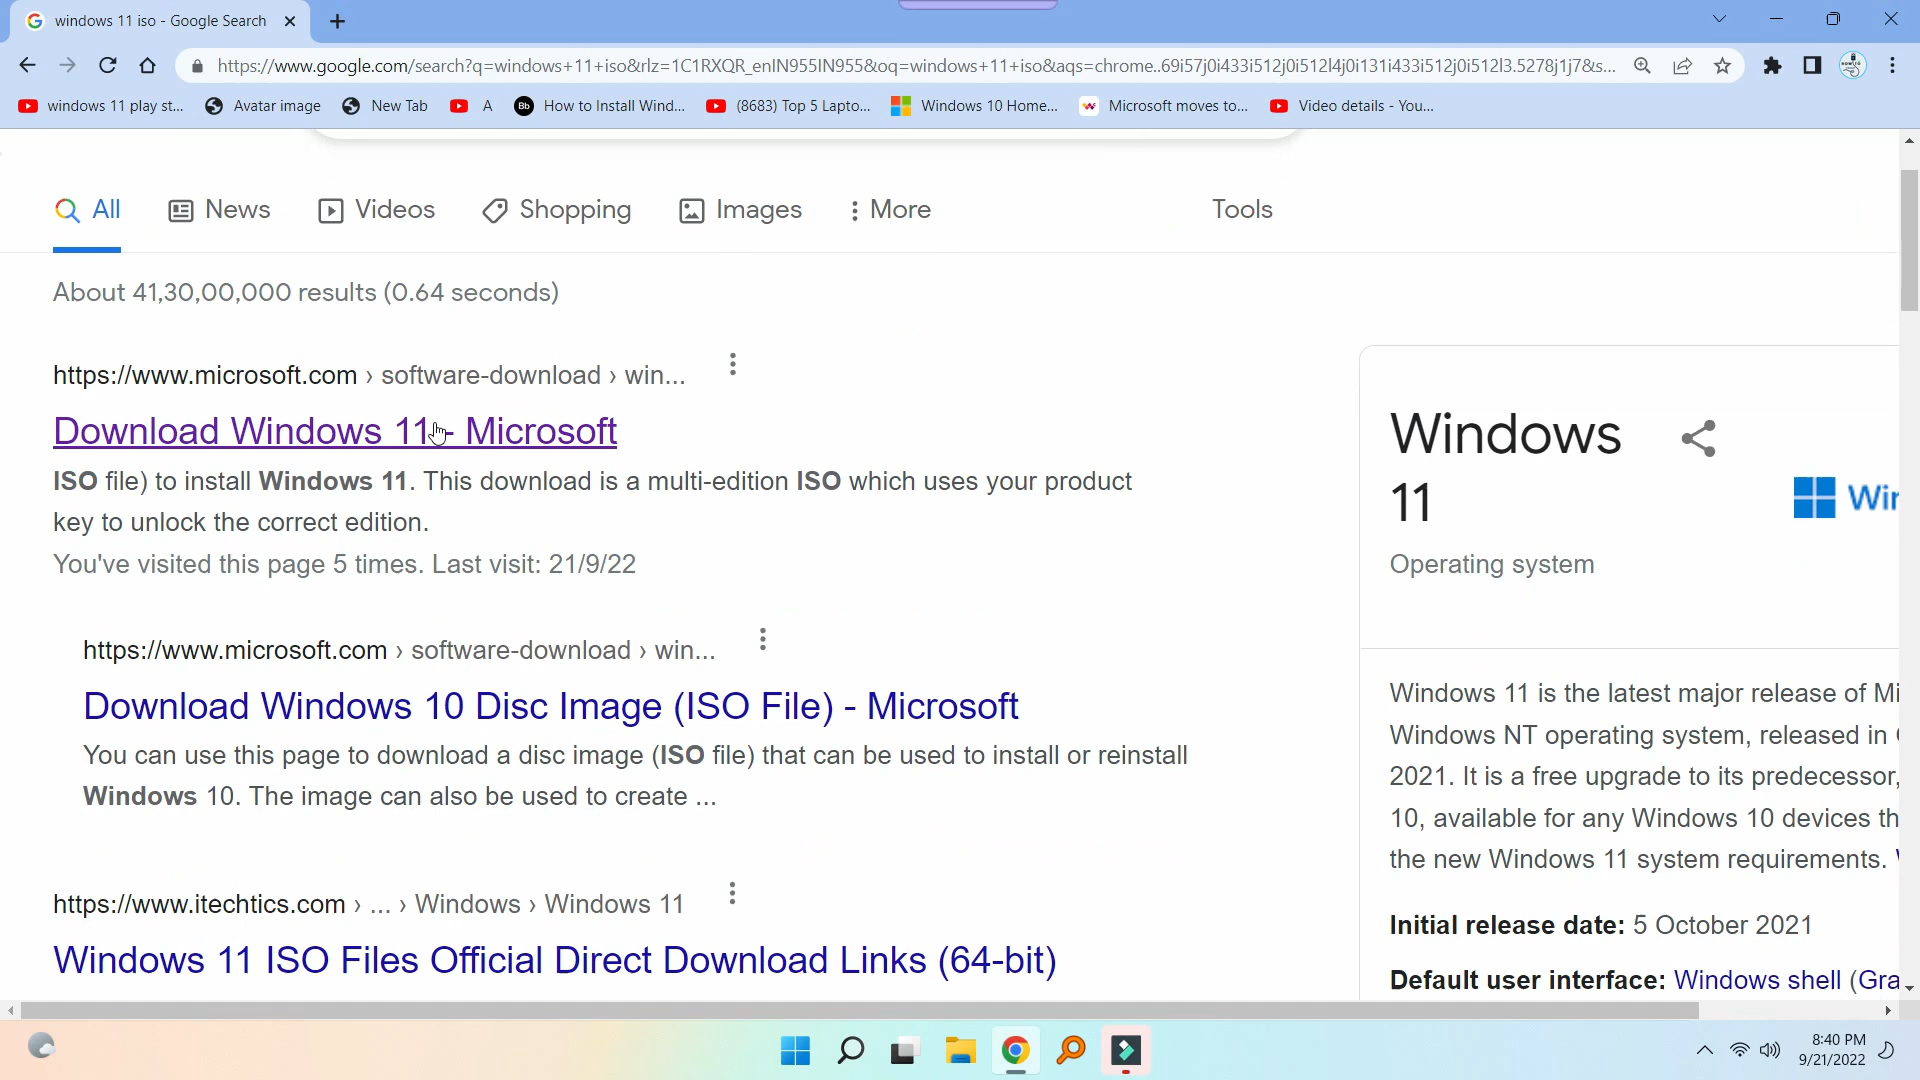 windows 11 iso - Google Search
https://www.google.com/search?q=windows+11+iso&rlz=1C1RXQR_enIN955IN955&oq=windows+11+iso&aqs=chrome..69i57j0i433i512j0i512l4j0i131i433i512j0i512l3.5278j1j7&s...
windows 11 play st... Avatar image New Tab A How to Install Wind... (8683) Top 5 Lapto... Windows 10 Home... Microsoft moves to... Video details - You...
All News Videos Shopping Images More Tools
About 41,30,00,000 results (0.64 seconds)
https://www.microsoft.com › software-download › win...
Download Windows 11 - Microsoft
ISO file) to install Windows 11. This download is a multi-edition ISO which uses your product
key to unlock the correct edition.
You've visited this page 5 times. Last visit: 21/9/22
https://www.microsoft.com › software-download › win...
Download Windows 10 Disc Image (ISO File) - Microsoft
You can use this page to download a disc image (ISO file) that can be used to install or reinstall
Windows 10. The image can also be used to create ...
https://www.itechtics.com › ... › Windows › Windows 11
Windows 11 ISO Files Official Direct Download Links (64-bit)
Windows
11
Operating system
Windows 11 is the latest major release of
Windows NT operating system, released in
2021. It is a free upgrade to its predecessor,
10, available for any Windows 10 devices
the new Windows 11 system requirements.
Initial release date: 5 October 2021
Default user interface: Windows shell
8:40 PM
9/21/2022